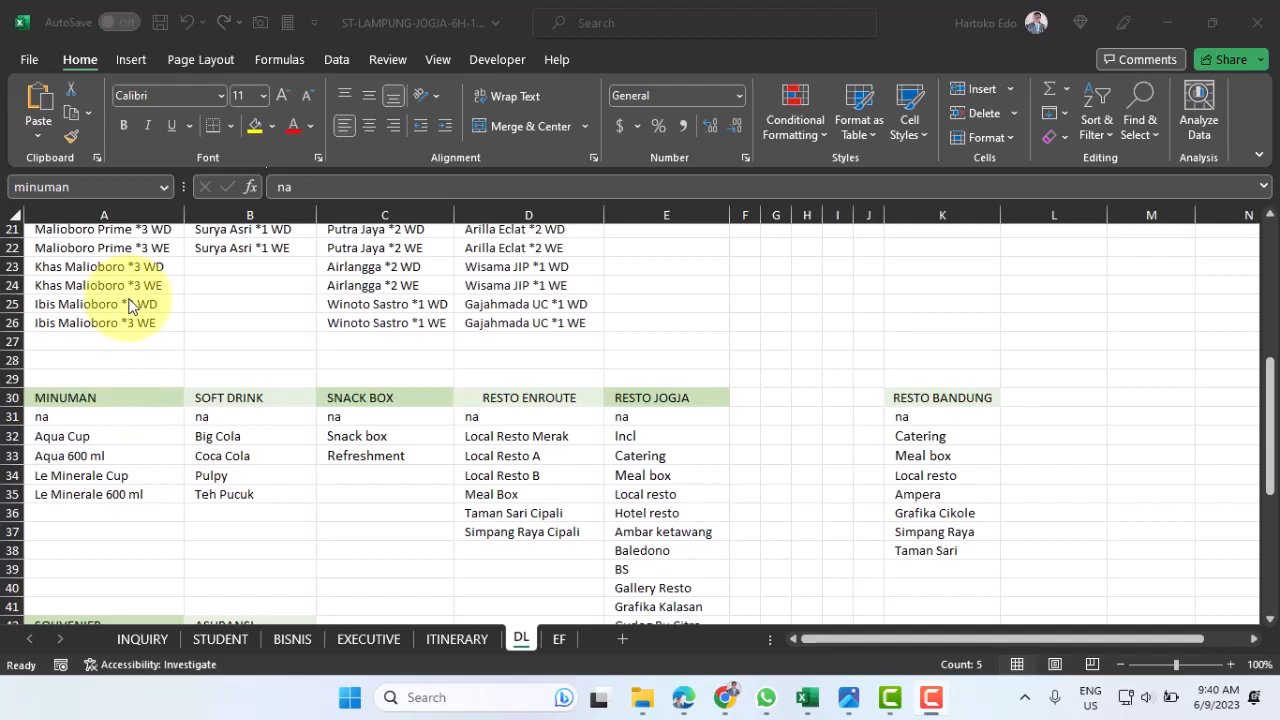 AutoSave Off ST-LAMPUNG-JOGJA-6H-1... Search Hartoko Edo
File Home Insert Page Layout Formulas Data Review View Developer Help Comments Share
Paste Calibri 11 Wrap Text General Conditional Formatting Format as Table Cell Styles Insert Sort & Filter Find & Select Analyze Data
B I U Merge & Center $ % Delete
Format
Clipboard Font Alignment Number Styles Cells Editing Analysis
minuman fx na
A B C D E F G H I J K L M N
21 Malioboro Prime *3 WD Surya Asri *1 WD Putra Jaya *2 WD Arilla Eclat *2 WD
22 Malioboro Prime *3 WE Surya Asri *1 WE Putra Jaya *2 WE Arilla Eclat *2 WE
23 Khas Malioboro *3 WD Airlangga *2 WD Wisama JIP *1 WD
24 Khas Malioboro *3 WE Airlangga *2 WE Wisama JIP *1 WE
25 Ibis Malioboro * WD Winoto Sastro *1 WD Gajahmada UC *1 WD
26 Ibis Malioboro *3 WE Winoto Sastro *1 WE Gajahmada UC *1 WE
27
28
29
30 MINUMAN SOFT DRINK SNACK BOX RESTO ENROUTE RESTO JOGJA RESTO BANDUNG
31 na na na na na na
32 Aqua Cup Big Cola Snack box Local Resto Merak Incl Catering
33 Aqua 600 ml Coca Cola Refreshment Local Resto A Catering Meal box
34 Le Minerale Cup Pulpy Local Resto B Meal box Local resto
35 Le Minerale 600 ml Teh Pucuk Meal Box Local resto Ampera
36 Taman Sari Cipali Hotel resto Grafika Cikole
37 Simpang Raya Cipali Ambar ketawang Simpang Raya
38 Baledono Taman Sari
39 BS
40 Gallery Resto
41 Grafika Kalasan
INQUIRY STUDENT BISNIS EXECUTIVE ITINERARY DL EF
Ready Accessibility: Investigate Count: 5 100%
Search ENG US 9:40 AM 6/9/2023